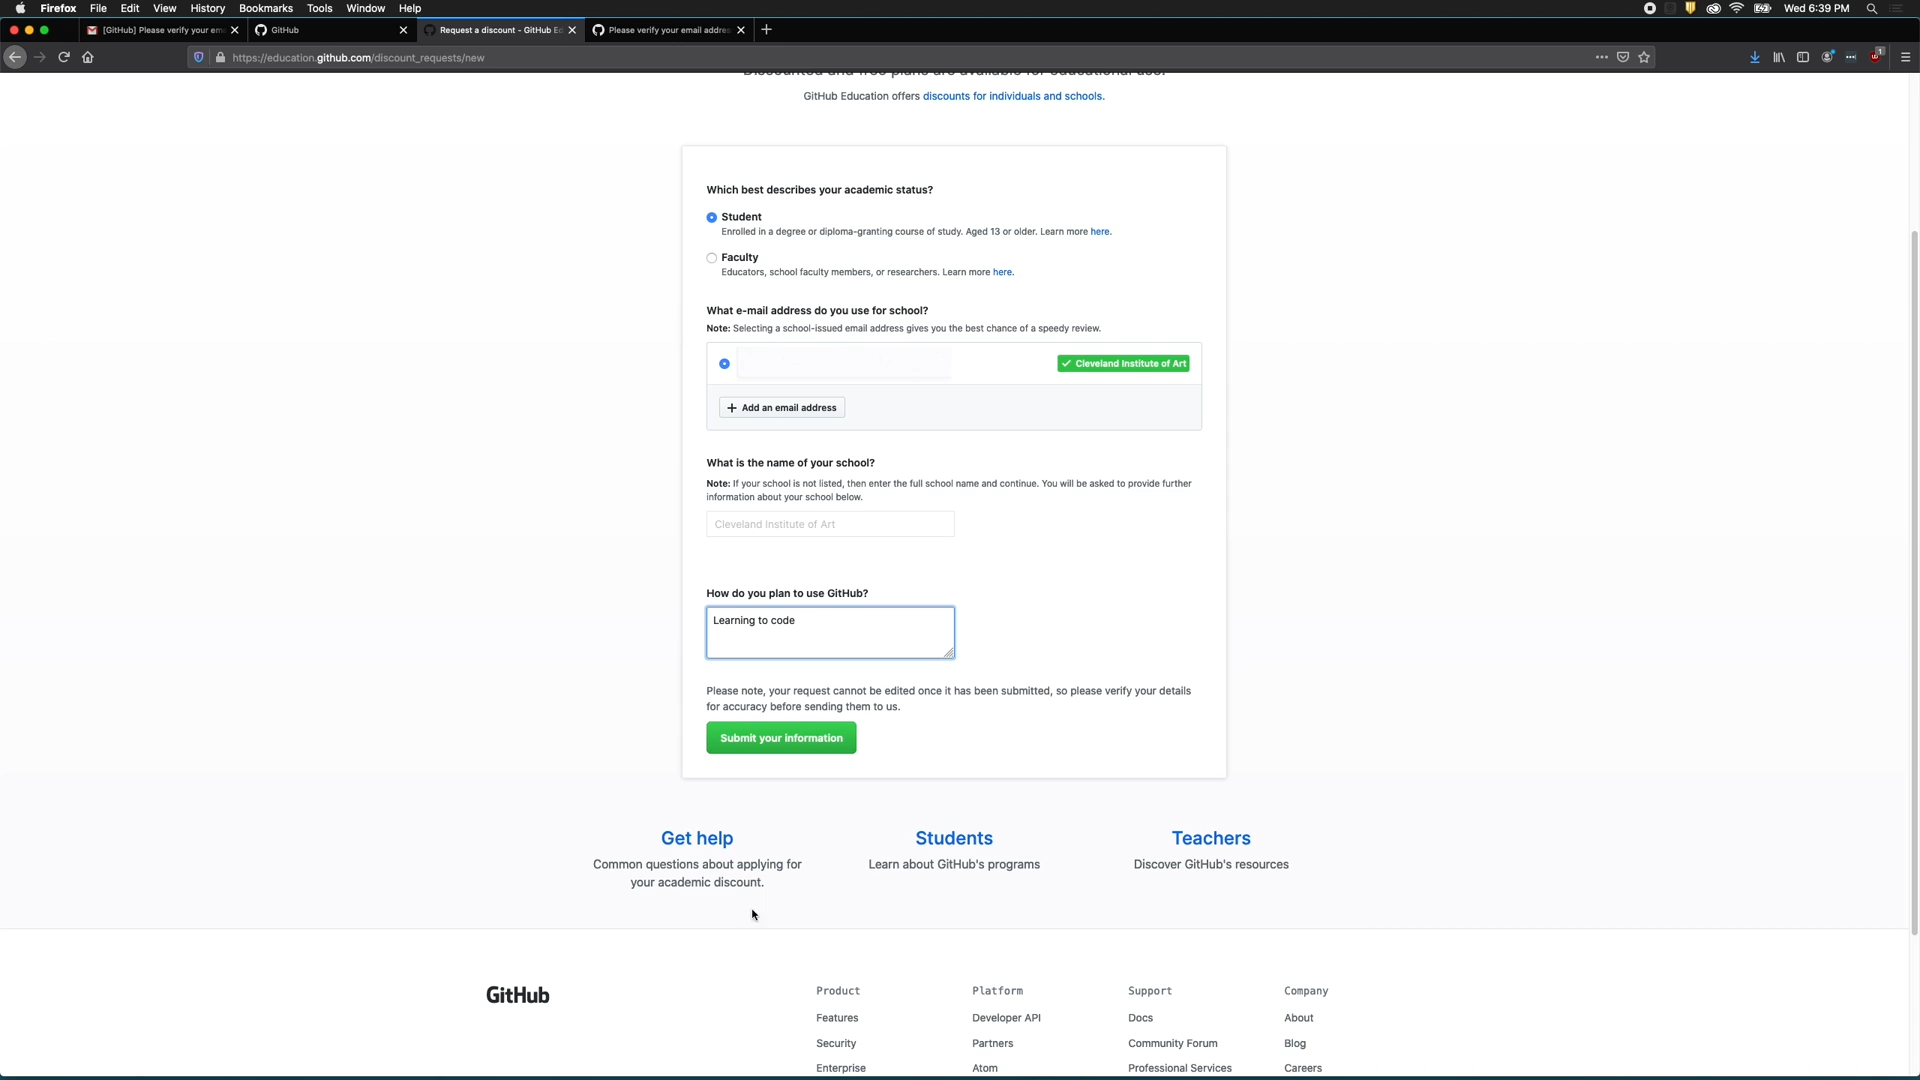 Firefox File Edit View History Bookmarks Tools Window Help Wed 6:39 PM
[GitHub] Please verify your em GitHub Request a discount - GitHub Ed Please verify your email addres
https://education.github.com/discount_requests/new 1
Discounted and free plans are available for educational use.
GitHub Education offers discounts for individuals and schools.
Which best describes your academic status?
Student
Enrolled in a degree or diploma-granting course of study. Aged 13 or older. Learn more here.
Faculty
Educators, school faculty members, or researchers. Learn more here.
What e-mail address do you use for school?
Note: Selecting a school-issued email address gives you the best chance of a speedy review.
Cleveland Institute of Art
Add an email address
What is the name of your school?
Note: If your school is not listed, then enter the full school name and continue. You will be asked to provide further
information about your school below.
Cleveland Institute of Art
How do you plan to use GitHub?
Learning to code
Please note, your request cannot be edited once it has been submitted, so please verify your details
for accuracy before sending them to us.
Submit your information
Get help Students Teachers
Common questions about applying for Learn about GitHub's programs Discover GitHub's resources
your academic discount.
GitHub
Product Platform Support Company
Features Developer API Docs About
Security Partners Community Forum Blog
Enterprise Atom Professional Services Careers